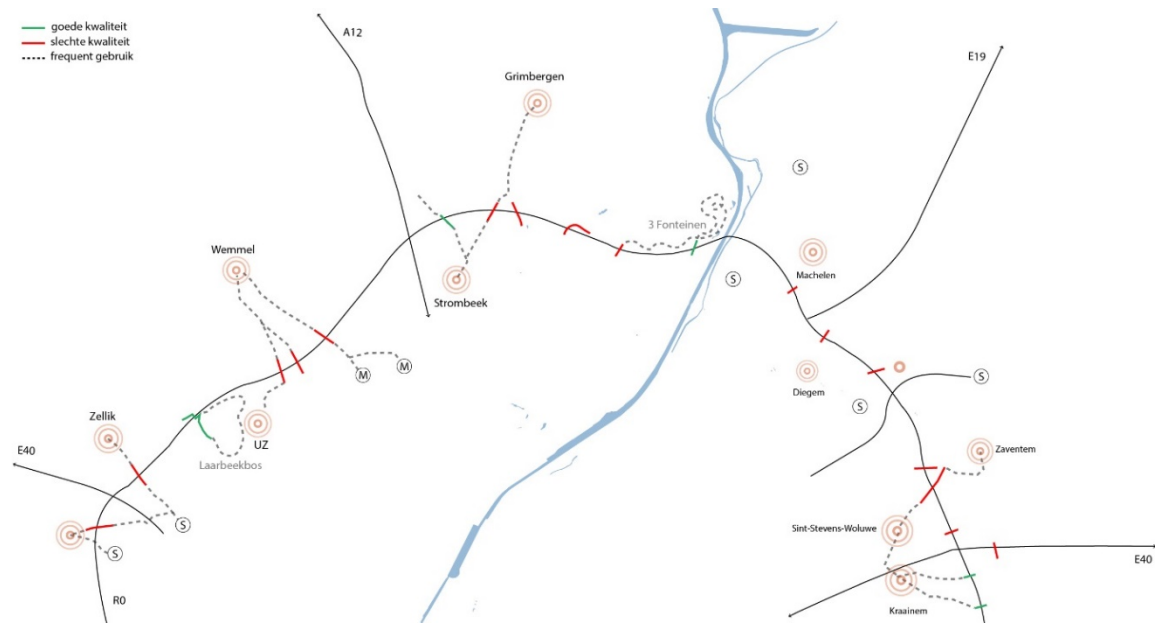 goede kwaliteit
slechte kwaliteit
frequent gebruik
A12
E19
Grimbergen
S
3 Fonteinen
Wemmel
Machelen
Strombeek
S
M
M
Diegem
S
S
Zellik
UZ
E40
Laarbeekbos
Zaventem
S
Sint-Stevens-Woluwe
S
E40
R0
Kraainem